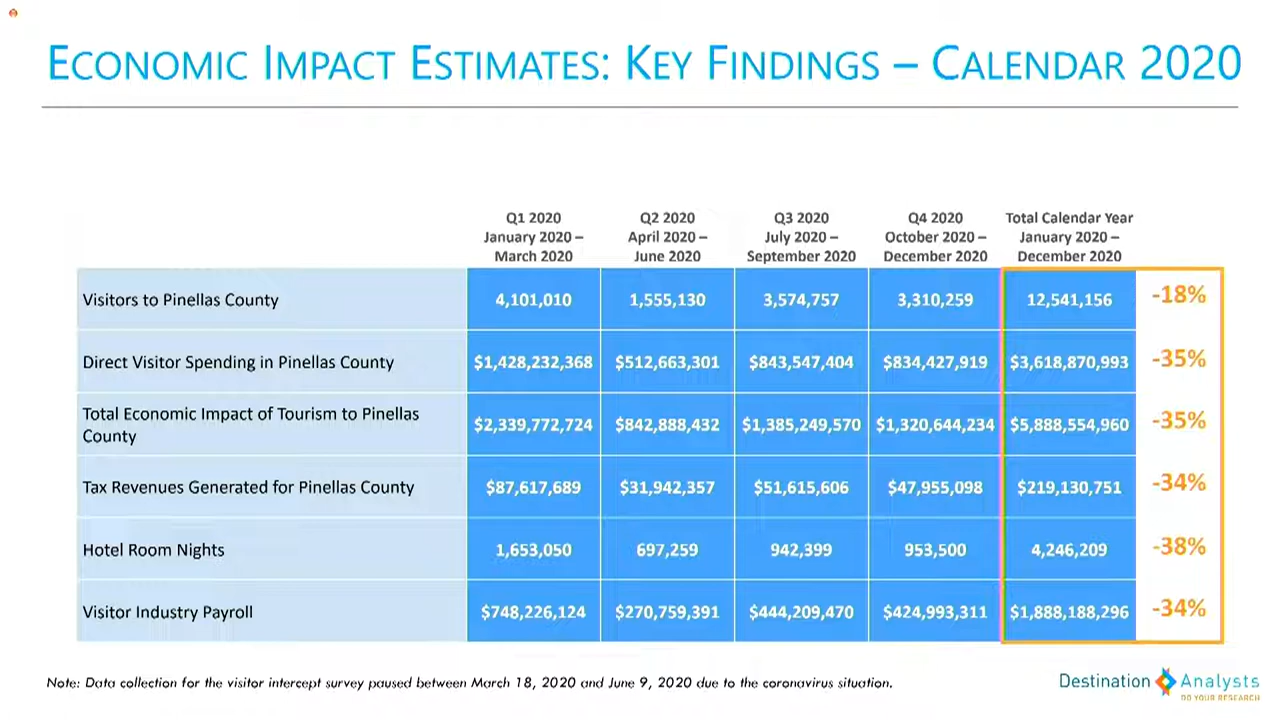 ECONOMIC IMPACT ESTIMATES: KEY FINDINGS – CALENDAR 2020
Q1 2020 Q2 2020 Q3 2020 Q4 2020 Total Calendar Year
January 2020 – April 2020 – July 2020 – October 2020 – January 2020 –
March 2020 June 2020 September 2020 December 2020 December 2020
Visitors to Pinellas County 4,101,010 1,555,130 3,574,757 3,310,259 12,541,156 -18%
Direct Visitor Spending in Pinellas County $1,428,232,368 $512,663,301 $843,547,404 $834,427,919 $3,618,870,993 -35%
Total Economic Impact of Tourism to Pinellas
County $2,339,772,724 $842,888,432 $1,385,249,570 $1,320,644,234 $5,888,554,960 -35%
Tax Revenues Generated for Pinellas County $87,617,689 $31,942,357 $51,615,606 $47,955,098 $219,130,751 -34%
Hotel Room Nights 1,653,050 697,259 942,399 953,500 4,246,209 -38%
Visitor Industry Payroll $748,226,124 $270,759,391 $444,209,470 $424,993,311 $1,888,188,296 -34%
Note: Data collection for the visitor intercept survey paused between March 18, 2020 and June 9, 2020 due to the coronavirus situation.
Destination Analysts
DO YOUR RESEARCH